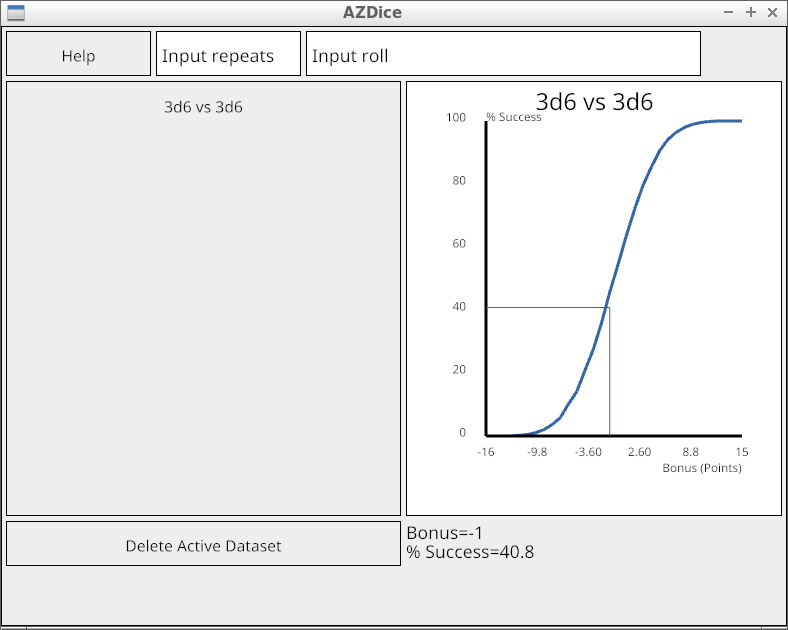 AZDice
Help
Input repeats
Input roll
3d6 vs 3d6
3d6 vs 3d6
% Success
100
80
60
40
20
0
-16 -9.8 -3.60 2.60 8.8 15
Bonus (Points)
Delete Active Dataset
Bonus=-1
% Success=40.8